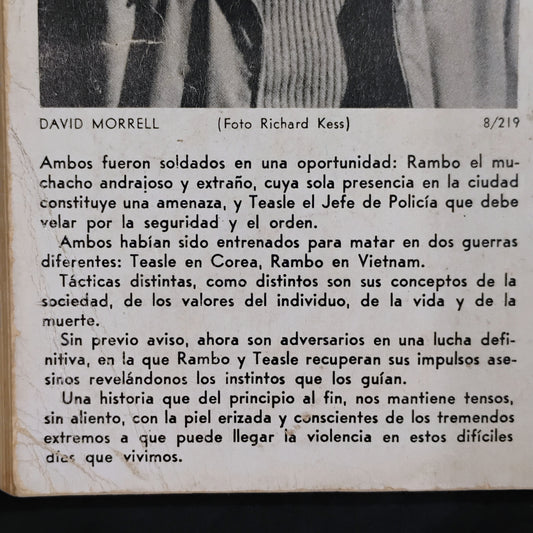 DAVID MORRELL (Foto Richard Kess) 8/219
Ambos fueron soldados en una oportunidad: Rambo el mu-
chacho andrajoso y extraño, cuya sola presencia en la ciudad
constituye una amenaza, y Teasle el Jefe de Policía que debe
velar por la seguridad y el orden.
Ambos habían sido entrenados para matar en dos guerras
diferentes: Teasle en Corea, Rambo en Vietnam.
Tácticas distintas, como distintos son sus conceptos de la
sociedad, de los valores del individuo, de la vida y de la
muerte.
Sin previo aviso, ahora son adversarios en una lucha defi-
nitiva, en la que Rambo y Teasle recuperan sus impulsos ase-
sinos revelándonos los instintos que los guían.
Una historia que del principio al fin, nos mantiene tensos,
sin aliento, con la piel erizada y conscientes de los tremendos
extremos a que puede llegar la violencia en estos difíciles
días que vivimos.